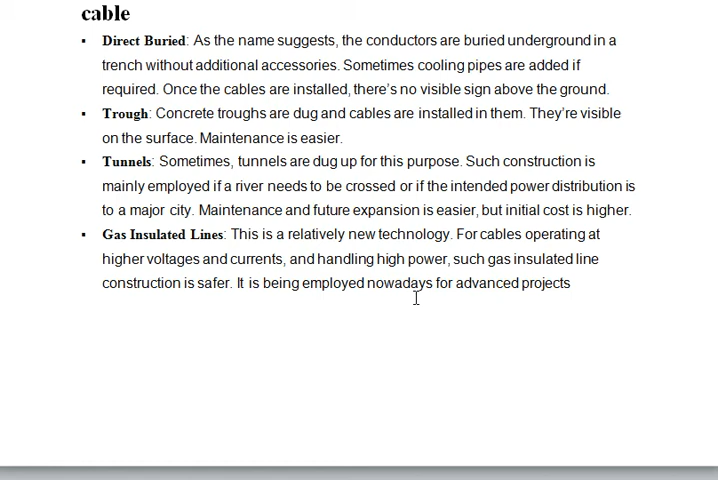 cable
▪ Direct Buried: As the name suggests, the conductors are buried underground in a
trench without additional accessories. Sometimes cooling pipes are added if
required. Once the cables are installed, there's no visible sign above the ground.
▪ Trough: Concrete troughs are dug and cables are installed in them. They're visible
on the surface. Maintenance is easier.
▪ Tunnels: Sometimes, tunnels are dug up for this purpose. Such construction is
mainly employed if a river needs to be crossed or if the intended power distribution is
to a major city. Maintenance and future expansion is easier, but initial cost is higher.
▪ Gas Insulated Lines: This is a relatively new technology. For cables operating at
higher voltages and currents, and handling high power, such gas insulated line
construction is safer. It is being employed nowadays for advanced projects